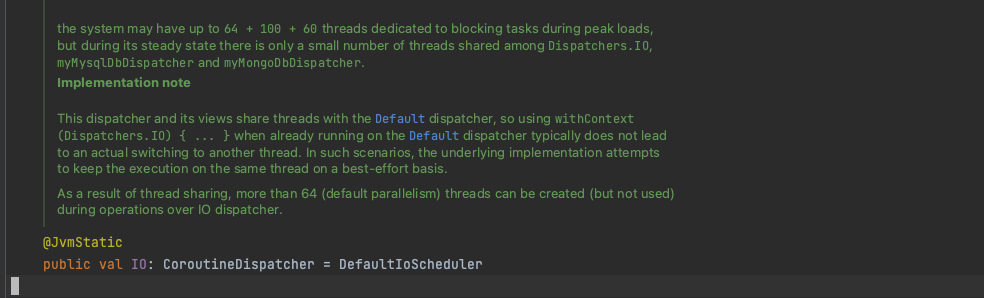 the system may have up to 64 + 100 + 60 threads dedicated to blocking tasks during peak loads,
but during its steady state there is only a small number of threads shared among Dispatchers.IO,
myMysqlDbDispatcher and myMongoDbDispatcher.
Implementation note
This dispatcher and its views share threads with the Default dispatcher, so using withContext
(Dispatchers.IO) { ... } when already running on the Default dispatcher typically does not lead
to an actual switching to another thread. In such scenarios, the underlying implementation attempts
to keep the execution on the same thread on a best-effort basis.
As a result of thread sharing, more than 64 (default parallelism) threads can be created (but not used)
during operations over IO dispatcher.
@JvmStatic
public val IO: CoroutineDispatcher = DefaultIoScheduler